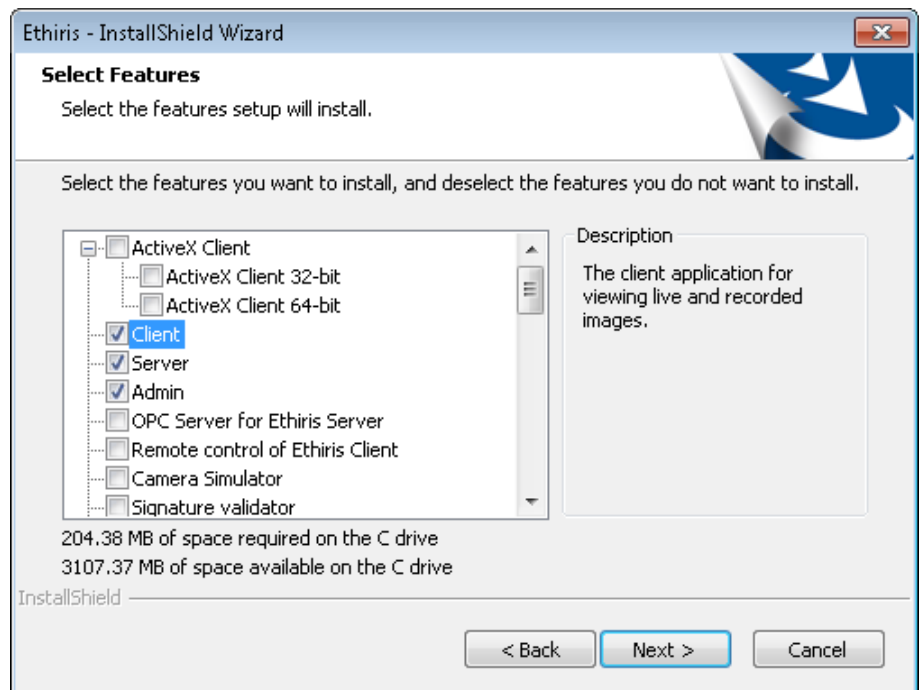 Ethiris - InstallShield Wizard
Select Features
Select the features setup will install.
Select the features you want to install, and deselect the features you do not want to install.
ActiveX Client
ActiveX Client 32-bit
ActiveX Client 64-bit
Client
Server
Admin
OPC Server for Ethiris Server
Remote control of Ethiris Client
Camera Simulator
Signature validator
Description
The client application for
viewing live and recorded
images.
204.38 MB of space required on the C drive
3107.37 MB of space available on the C drive
InstallShield
< Back
Next >
Cancel